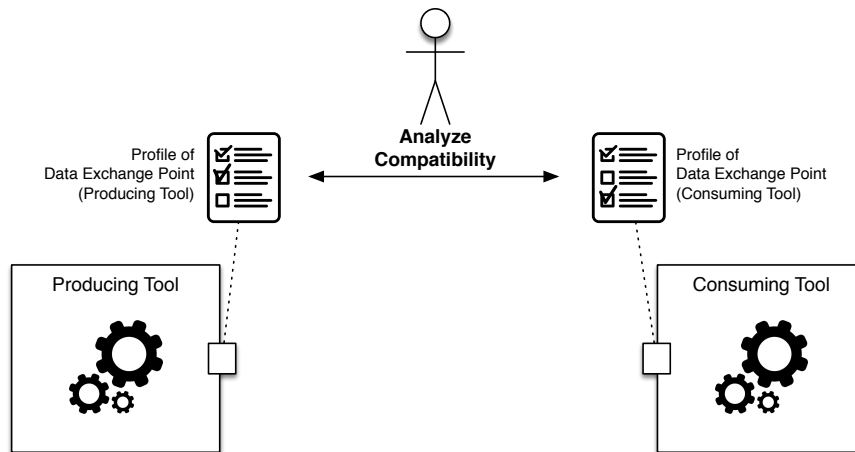 Analyze
Compatibility
Profile of
Data Exchange Point
(Producing Tool)
Profile of
Data Exchange Point
(Consuming Tool)
Producing Tool
Consuming Tool